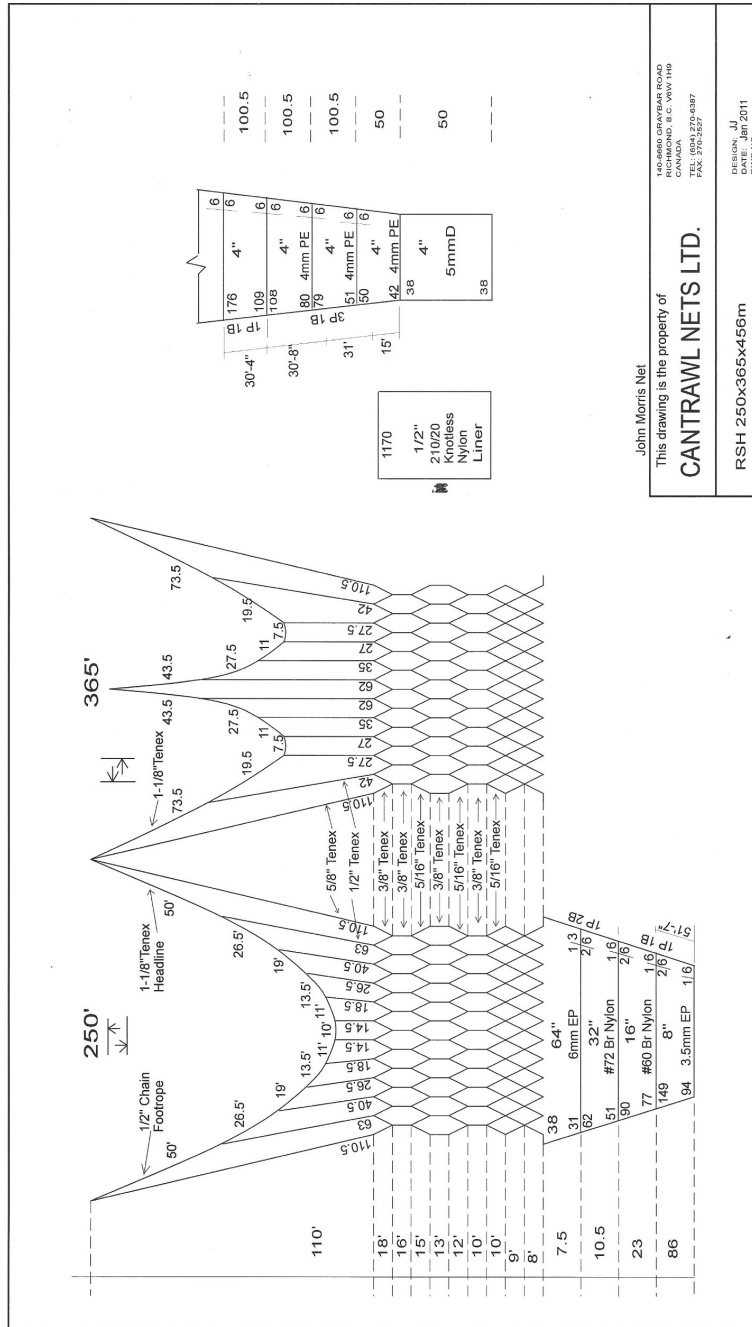 250'
365'
1/2" Chain
Footrope
1-1/8"Tenex
Headline
1-1/8"Tenex
50'
26.5'
19'
13.5'
11'
10'
11'
13.5'
19'
26.5'
50'
73.5
19.5
7.5
11
27.5
43.5
43.5
27.5
11
7.5
19.5
73.5
110.5
63
40.5
26.5
18.5
14.5
14.5
18.5
26.5
40.5
63
110.5
5/8" Tenex
1/2" Tenex
110.5
42
27.5
27
35
62
62
35
27
27.5
42
110.5
3/8" Tenex
3/8" Tenex
5/16" Tenex
3/8" Tenex
5/16" Tenex
3/8" Tenex
5/16" Tenex
110'
18'
16'
15'
13'
12'
10'
10'
9'
8'
7.5
10.5
23
86
38
64"
31
6mm EP
1/3
62
32"
2/6
51
#72 Br Nylon
1/6
90
16"
2/6
77
#60 Br Nylon
1/6
149
8"
2/6
94
3.5mm EP
1/6
1P 2B
1P 1B
51'-7"
1170
1/2"
210/20
Knotless
Nylon
Liner
6
176
4"
6
109
6
108
4"
6
80
4mm PE
6
79
4"
6
51
4mm PE
6
50
4"
6
42
4mm PE
38
4"
5mmD
38
1P 1B
3P 1B
30'-4"
30'-8"
31'
15'
100.5
100.5
100.5
50
50
John Morris Net
This drawing is the property of
CANTRAWL NETS LTD.
140-6660 GRAYBAR ROAD
RICHMOND, B.C. V6W 1H9
CANADA
TEL: (604) 270-6387
FAX: 270-2527
RSH 250x365x456m
DESIGN: JJ
DATE: Jan 2011